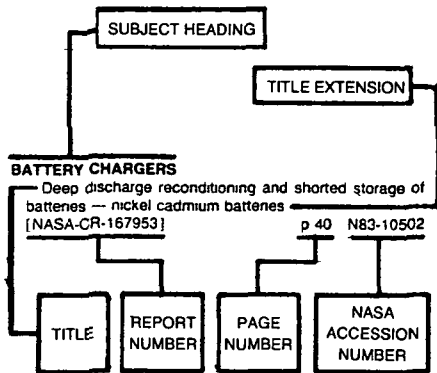 SUBJECT HEADING
TITLE EXTENSION
BATTERY CHARGERS
Deep discharge reconditioning and shorted storage of
batteries — nickel cadmium batteries
[NASA-CR-167953] p 40 N83-10502
TITLE
REPORT
NUMBER
PAGE
NUMBER
NASA
ACCESSION
NUMBER